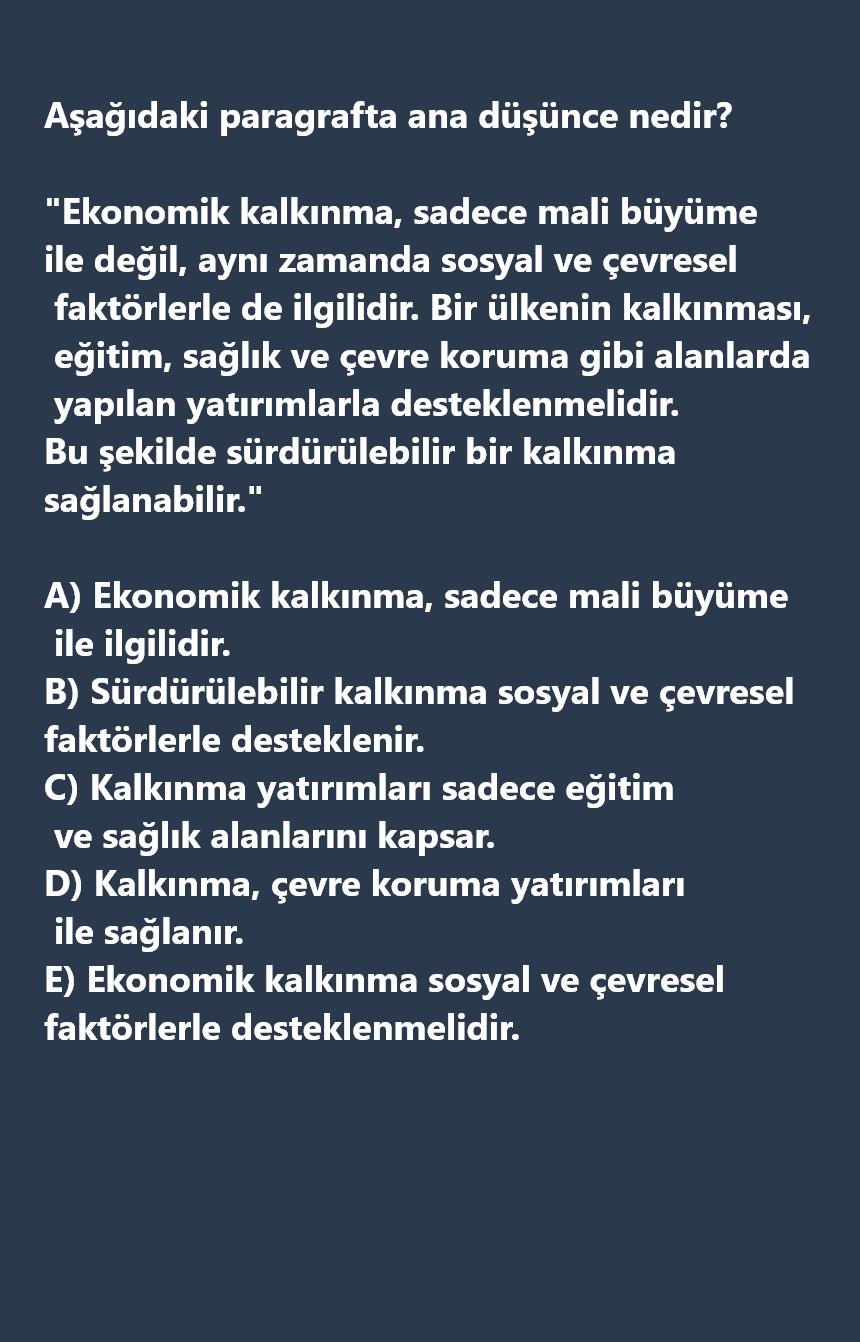 Aşağıdaki paragrafta ana düşünce nedir?
"Ekonomik kalkınma, sadece mali büyüme
ile değil, aynı zamanda sosyal ve çevresel
faktörlerle de ilgilidir. Bir ülkenin kalkınması,
eğitim, sağlık ve çevre koruma gibi alanlarda
yapılan yatırımlarla desteklenmelidir.
Bu şekilde sürdürülebilir bir kalkınma
sağlanabilir."
A) Ekonomik kalkınma, sadece mali büyüme
ile ilgilidir.
B) Sürdürülebilir kalkınma sosyal ve çevresel
faktörlerle desteklenir.
C) Kalkınma yatırımları sadece eğitim
ve sağlık alanlarını kapsar.
D) Kalkınma, çevre koruma yatırımları
ile sağlanır.
E) Ekonomik kalkınma sosyal ve çevresel
faktörlerle desteklenmelidir.